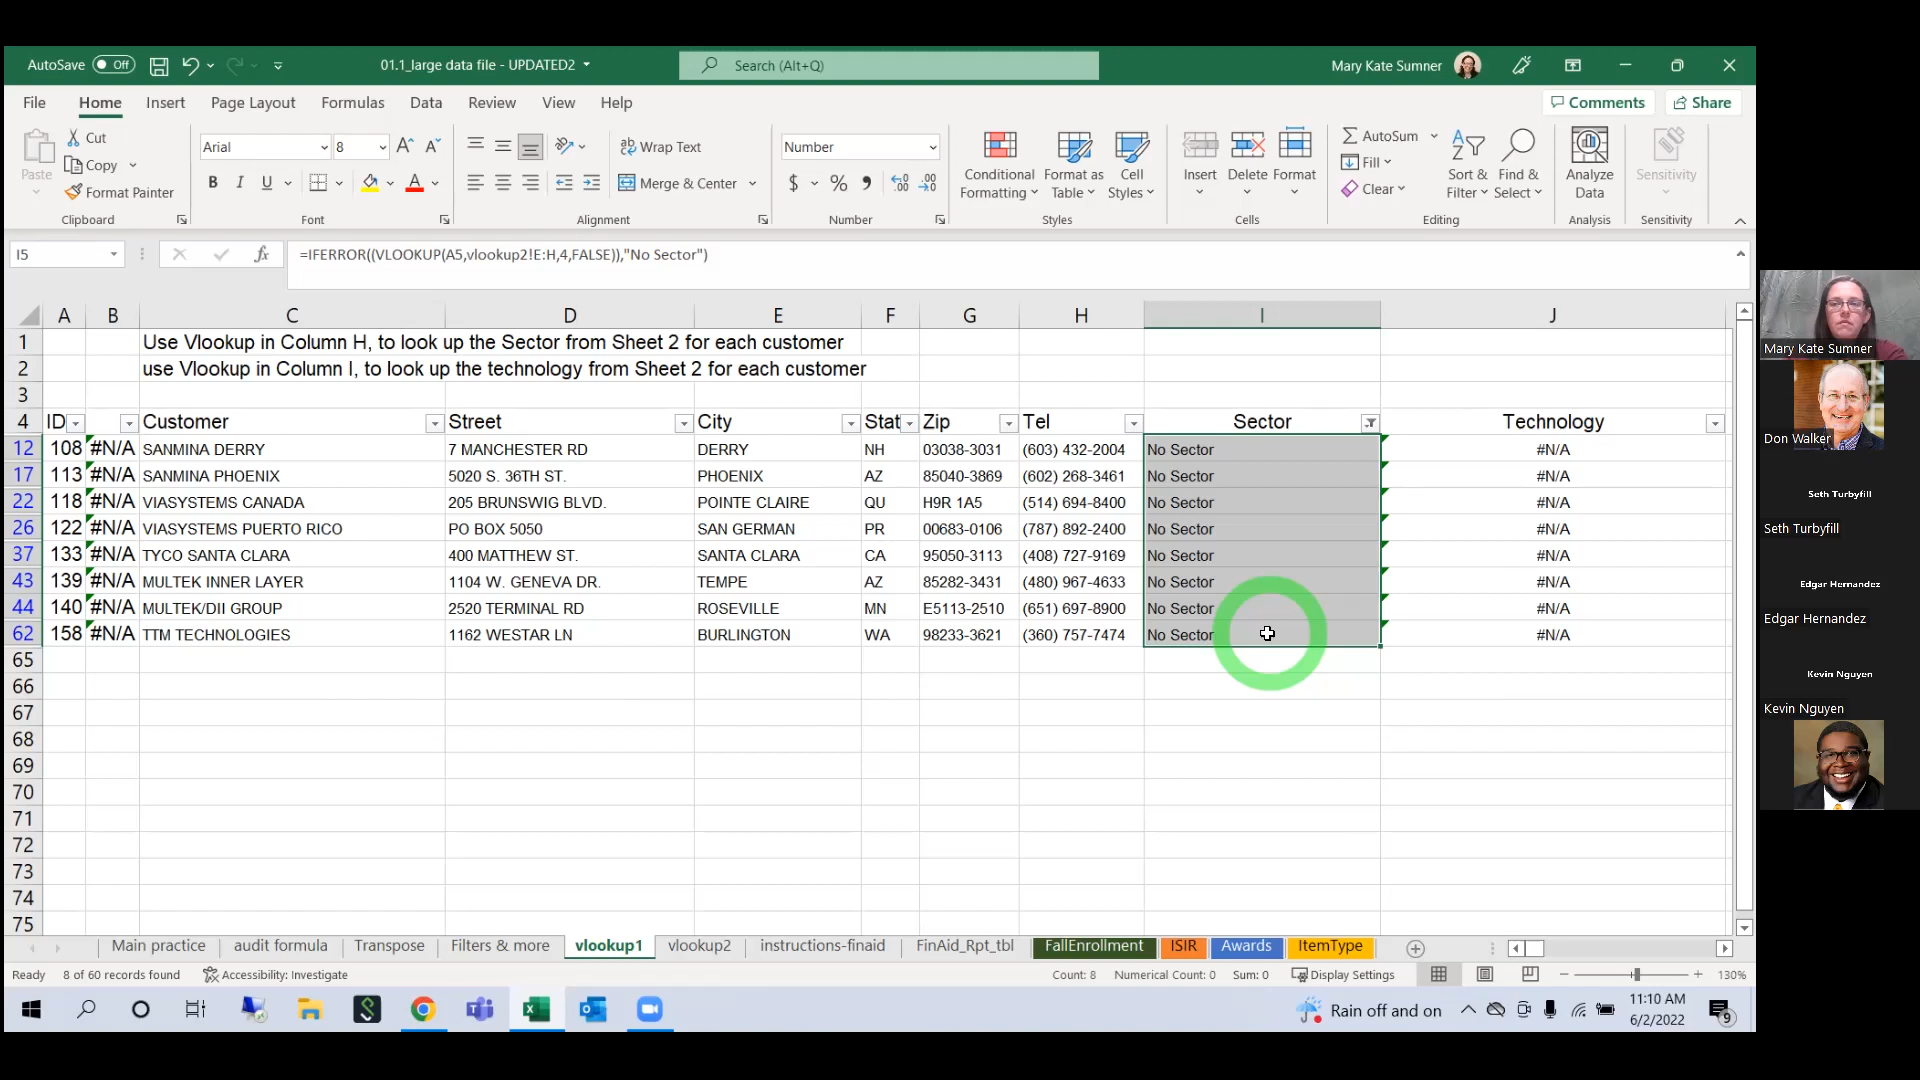 AutoSave Off 01.1_large data file - UPDATED2 Search (Alt+Q) Mary Kate Sumner
File Home Insert Page Layout Formulas Data Review View Help Comments Share
Paste Cut Copy Format Painter
Arial 8
B I U
ab Wrap Text
Merge & Center
Number
$ % 9
Conditional Formatting Format as Table Cell Styles
Insert Delete Format
AutoSum Fill Clear
Sort & Filter Find & Select
Analyze Data
Sensitivity
Clipboard Font Alignment Number Styles Cells Editing Analysis Sensitivity
I5 fx =IFERROR((VLOOKUP(A5,vlookup2!E:H,4,FALSE)),"No Sector")
A B C D E F G H I J
1 Use Vlookup in Column H, to look up the Sector from Sheet 2 for each customer
2 use Vlookup in Column I, to look up the technology from Sheet 2 for each customer
3
4 ID Customer Street City Stat Zip Tel Sector Technology
12 108 #N/A SANMINA DERRY 7 MANCHESTER RD DERRY NH 03038-3031 (603) 432-2004 No Sector #N/A
17 113 #N/A SANMINA PHOENIX 5020 S. 36TH ST. PHOENIX AZ 85040-3869 (602) 268-3461 No Sector #N/A
22 118 #N/A VIASYSTEMS CANADA 205 BRUNSWIG BLVD. POINTE CLAIRE QU H9R 1A5 (514) 694-8400 No Sector #N/A
26 122 #N/A VIASYSTEMS PUERTO RICO PO BOX 5050 SAN GERMAN PR 00683-0106 (787) 892-2400 No Sector #N/A
37 133 #N/A TYCO SANTA CLARA 400 MATTHEW ST. SANTA CLARA CA 95050-3113 (408) 727-9169 No Sector #N/A
43 139 #N/A MULTEK INNER LAYER 1104 W. GENEVA DR. TEMPE AZ 85282-3431 (480) 967-4633 No Sector #N/A
44 140 #N/A MULTEK/DII GROUP 2520 TERMINAL RD ROSEVILLE MN E5113-2510 (651) 697-8900 No Sector #N/A
62 158 #N/A TTM TECHNOLOGIES 1162 WESTAR LN BURLINGTON WA 98233-3621 (360) 757-7474 No Sector #N/A
65
66
67
68
69
70
71
72
73
74
75
Main practice audit formula Transpose Filters & more vlookup1 vlookup2 instructions-finaid FinAid_Rpt_tbl FallEnrollment ISIR Awards ItemType
Ready 8 of 60 records found Accessibility: Investigate Count: 8 Numerical Count: 0 Sum: 0 Display Settings 130%
Rain off and on 11:10 AM
6/2/2022 9
Mary Kate Sumner
Don Walker
Seth Turbyfill
Seth Turbyfill
Edgar Hernandez
Edgar Hernandez
Kevin Nguyen
Kevin Nguyen